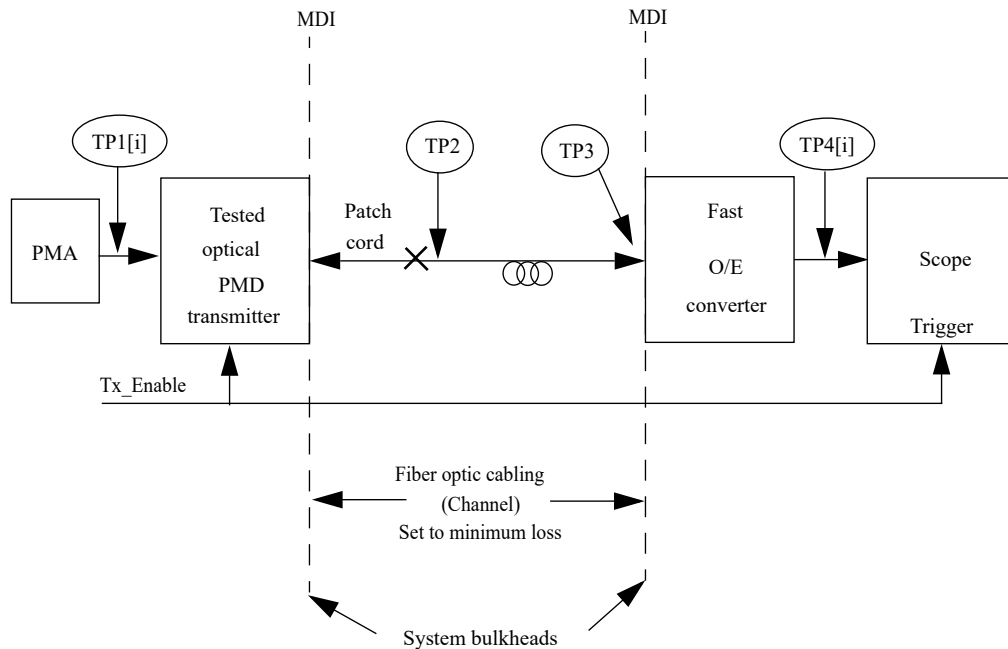 MDI
MDI
TP1[i]
TP2
TP3
TP4[i]
PMA
Tested
optical
PMD
transmitter
Patch
cord
Fast
O/E
converter
Scope
Trigger
Tx_Enable
Fiber optic cabling
(Channel)
Set to minimum loss
System bulkheads